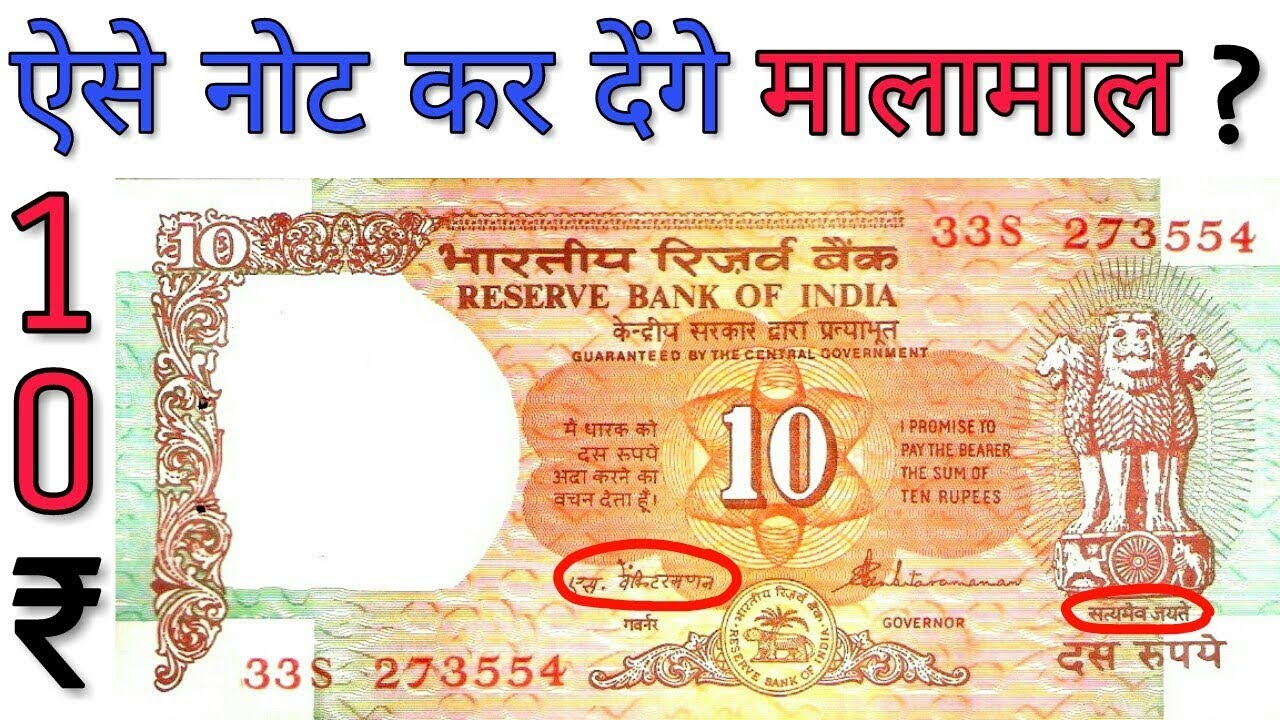 ऐसे नोट कर देंगे मालामाल ?
10₹
10
33S 273554
भारतीय रिज़र्व बैंक
RESERVE BANK OF INDIA
केन्द्रीय सरकार द्वारा प्रत्याभूत
GUARANTEED BY THE CENTRAL GOVERNMENT
मैं धारक को
दस रुपये
अदा करने का
वचन देता हूँ।
10
I PROMISE TO
PAY THE BEARER
THE SUM OF
TEN RUPEES
एस. वेंकिटरमणन
गवर्नर
S Venkitaramanan
GOVERNOR
भारतीय रिज़र्व बैंक
RESERVE BANK OF INDIA
सत्यमेव जयते
दस रुपये
33S 273554